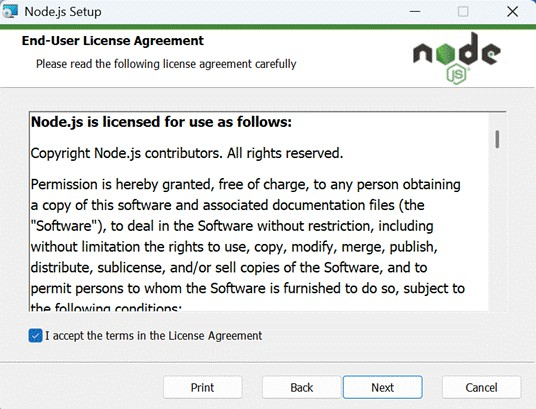 Node.js Setup
End-User License Agreement
Please read the following license agreement carefully
node
JS
Node.js is licensed for use as follows:
Copyright Node.js contributors. All rights reserved.
Permission is hereby granted, free of charge, to any person obtaining
a copy of this software and associated documentation files (the
"Software"), to deal in the Software without restriction, including
without limitation the rights to use, copy, modify, merge, publish,
distribute, sublicense, and/or sell copies of the Software, and to
permit persons to whom the Software is furnished to do so, subject to
the following conditions:
I accept the terms in the License Agreement
Print
Back
Next
Cancel